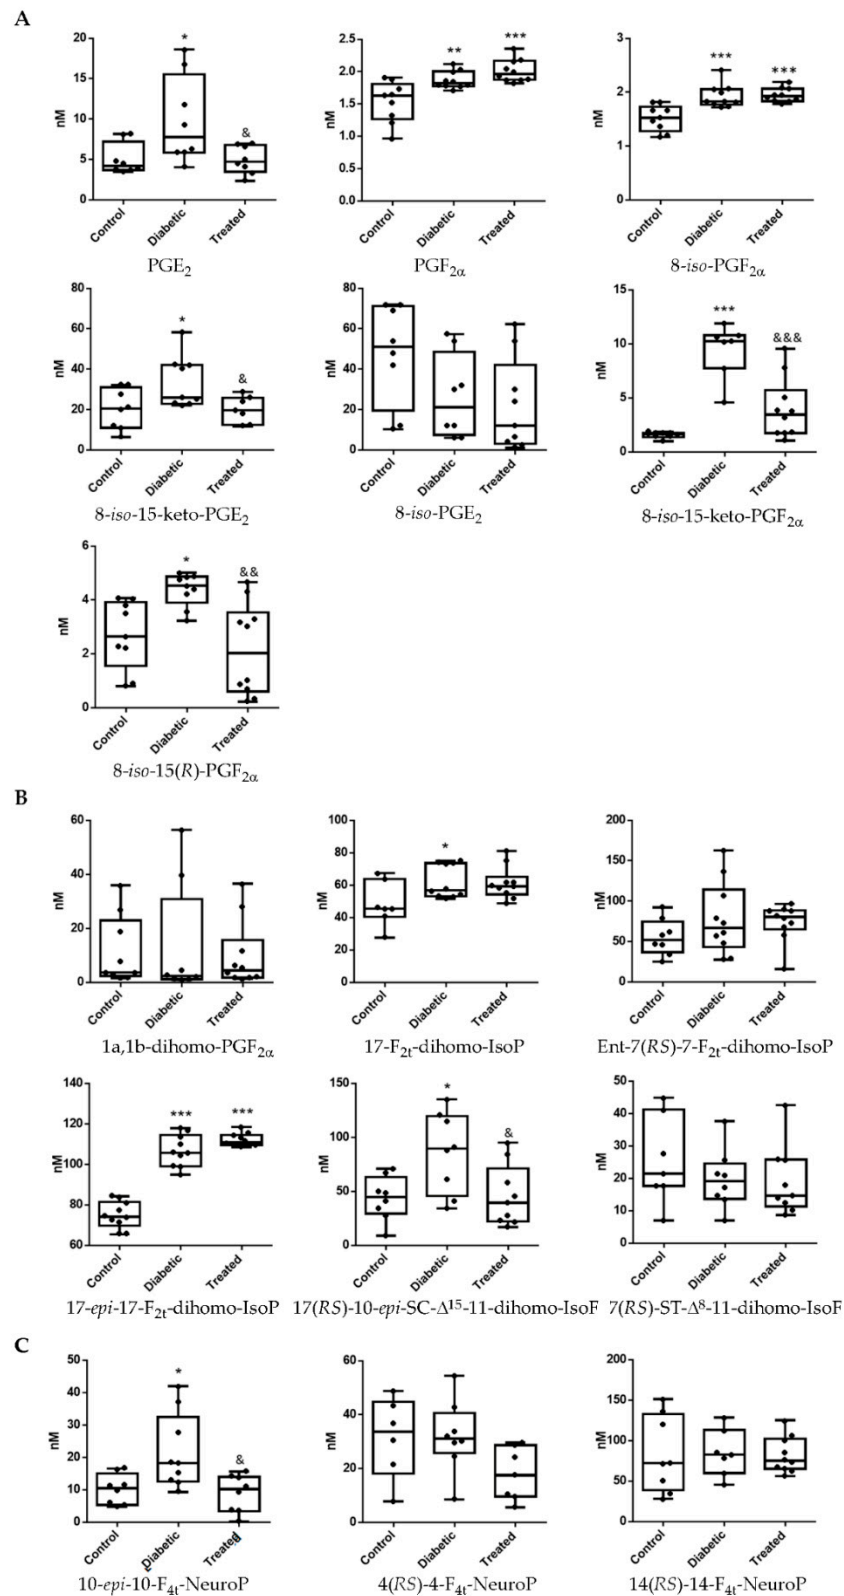 A
20
15
10
5
0
nM
*
&
Control
Diabetic
Treated
PGE₂
2.5
2.0
1.5
1.0
0.5
0.0
nM
**
***
Control
Diabetic
Treated
PGF₂α
3
2
1
0
nM
***
***
Control
Diabetic
Treated
8-iso-PGF₂α
80
60
40
20
0
nM
*
&
Control
Diabetic
Treated
8-iso-15-keto-PGE₂
80
60
40
20
0
nM
Control
Diabetic
Treated
8-iso-PGE₂
15
10
5
0
nM
***
&&&
Control
Diabetic
Treated
8-iso-15-keto-PGF₂α
6
4
2
0
nM
*
&&
Control
Diabetic
Treated
8-iso-15(R)-PGF₂α
B
60
40
20
0
nM
Control
Diabetic
Treated
1a,1b-dihomo-PGF₂α
100
80
60
40
20
0
nM
*
Control
Diabetic
Treated
17-F₂t-dihomo-IsoP
200
150
100
50
0
nM
Control
Diabetic
Treated
Ent-7(RS)-7-F₂t-dihomo-IsoP
140
120
100
80
60
nM
***
***
Control
Diabetic
Treated
17-epi-17-F₂t-dihomo-IsoP
150
100
50
0
nM
*
&
Control
Diabetic
Treated
17(RS)-10-epi-SC-Δ¹⁵-11-dihomo-IsoF
50
40
30
20
10
0
nM
Control
Diabetic
Treated
7(RS)-ST-Δ⁸-11-dihomo-IsoF
C
50
40
30
20
10
0
nM
*
&
Control
Diabetic
Treated
10-epi-10-F₄t-NeuroP
60
40
20
0
nM
Control
Diabetic
Treated
4(RS)-4-F₄t-NeuroP
200
150
100
50
0
nM
Control
Diabetic
Treated
14(RS)-14-F₄t-NeuroP